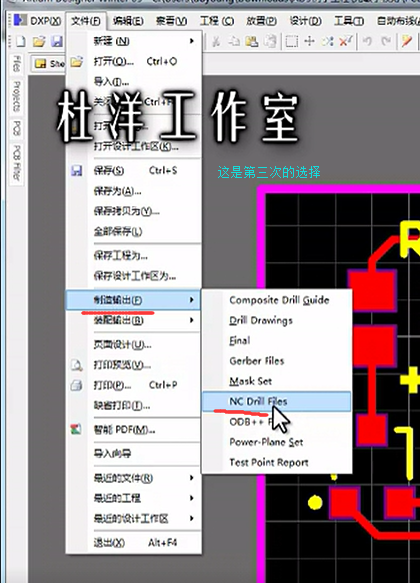 DXP(X) 文件(F) 编辑(E) 察看(V) 工程(C) 放置(P) 设计(D) 工具(T) 自动布线(
Files
Projects
PCB
PCB Filter
She
新建(N)
打开(O)... Ctrl+O
导入(I)...
杜洋工作室
打开设计工作区(K)...
这是第三次的选择
保存(S) Ctrl+S
保存为(A)...
保存拷贝为(Y)...
全部保存(L)
保存工程为...
保存设计工作区为...
制造输出(F)
装配输出(B)
页面设计(U)...
打印预览(V)...
打印(P)... Ctrl+P
缺省打印(T)...
智能 PDF(M)...
导入向导
最近的文件(R)
最近的工程
最近的设计工作区
退出(X) Alt+F4
Composite Drill Guide
Drill Drawings
Final
Gerber Files
Mask Set
NC Drill Files
ODB++ F
Power-Plane Set
Test Point Report
R